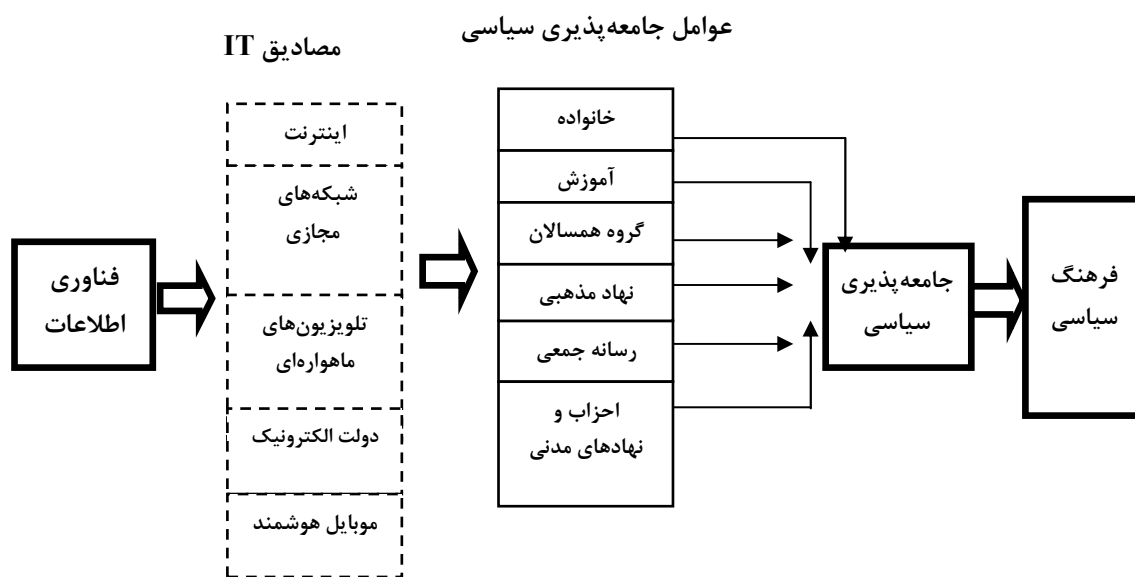 عوامل جامعه‌پذیری سیاسی
مصادیق IT
فناوری
اطلاعات
اینترنت
شبکه‌های
مجازی
تلویزیون‌های
ماهواره‌ای
دولت الکترونیک
موبایل هوشمند
خانواده
آموزش
گروه همسالان
نهاد مذهبی
رسانه جمعی
احزاب و
نهادهای مدنی
جامعه‌پذیری
سیاسی
فرهنگ
سیاسی